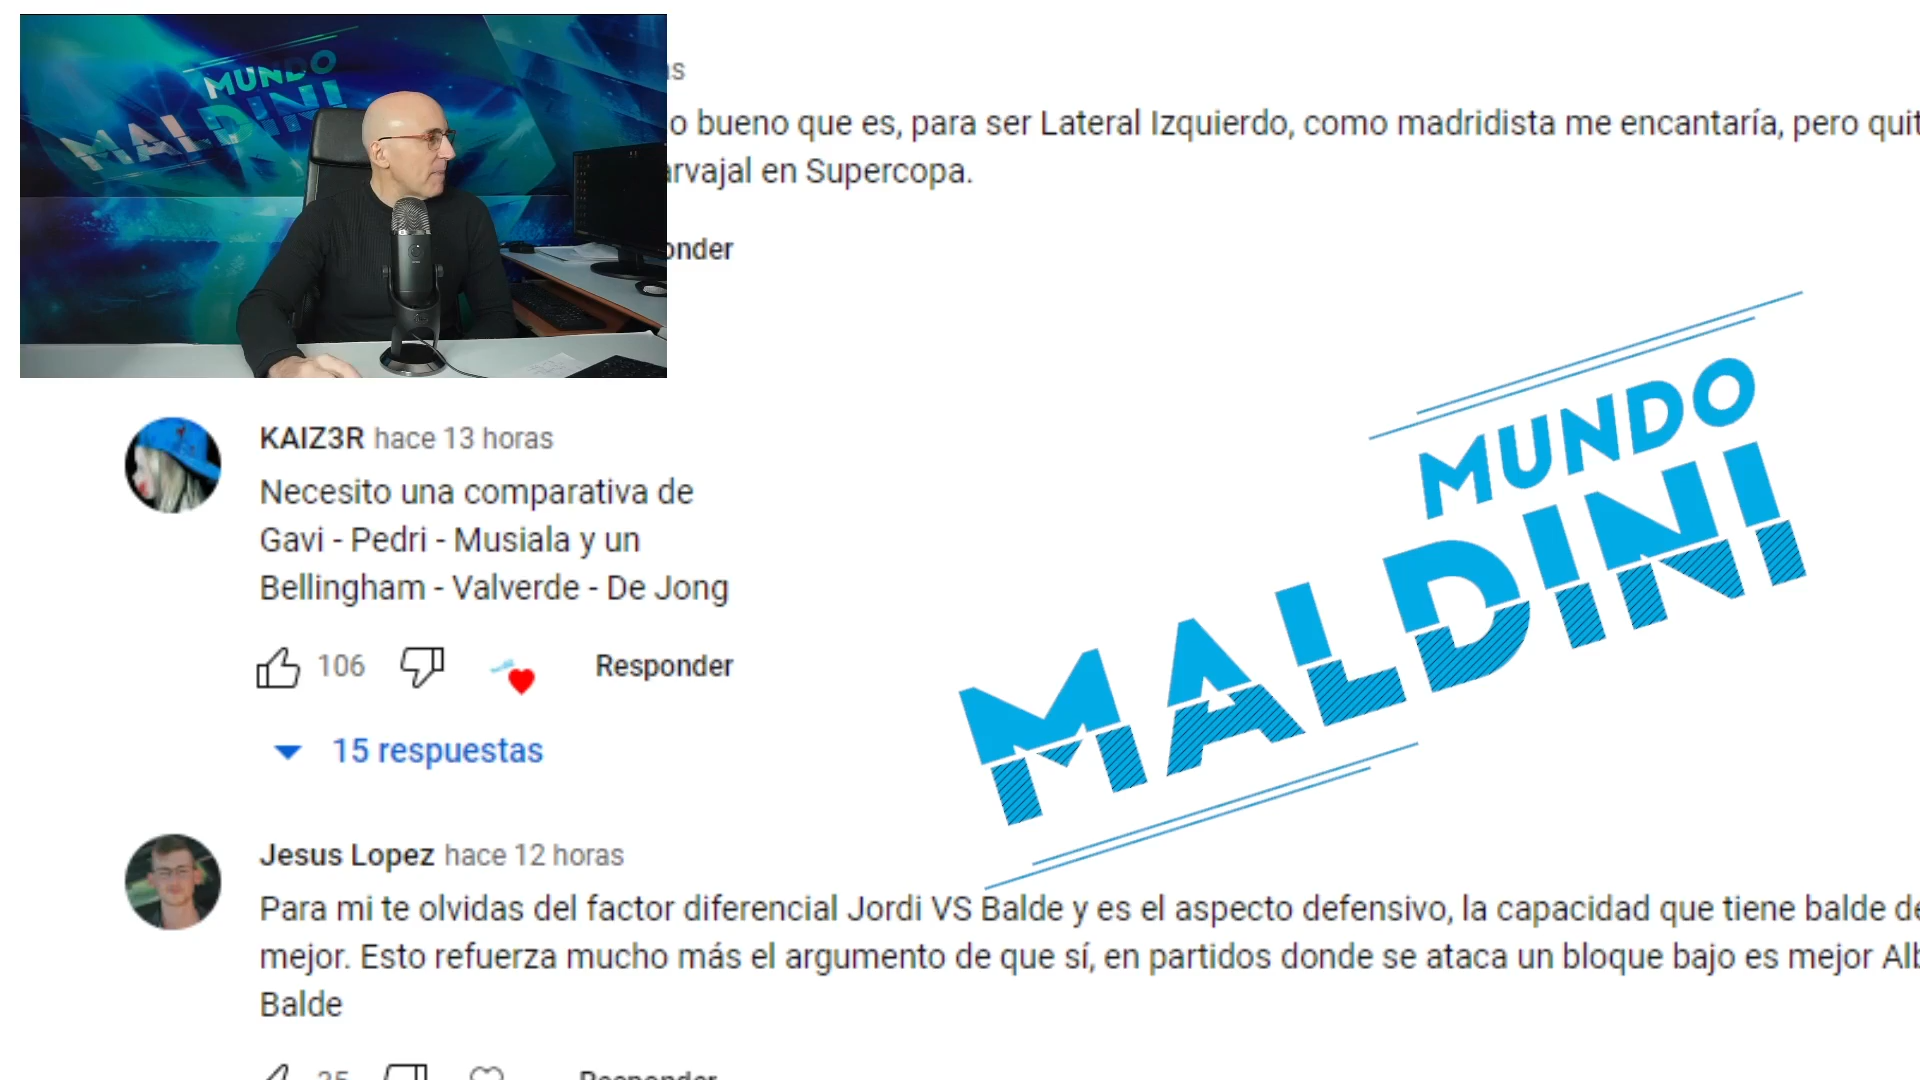 MUNDO
MALDINI
o bueno que es, para ser Lateral Izquierdo, como madridista me encantaría, pero
en Supercopa.
KAIZ3R hace 13 horas
Necesito una comparativa de
Gavi - Pedri - Musiala y un
Bellingham - Valverde - De Jong
106 Responder
15 respuestas
MUNDO
MALDINI
Jesus Lopez hace 12 horas
Para mi te olvidas del factor diferencial Jordi VS Balde y es el aspecto defensivo, la capacidad que tiene balde
mejor. Esto refuerza mucho más el argumento de que sí, en partidos donde se ataca un bloque bajo es mejor
Balde
Responder